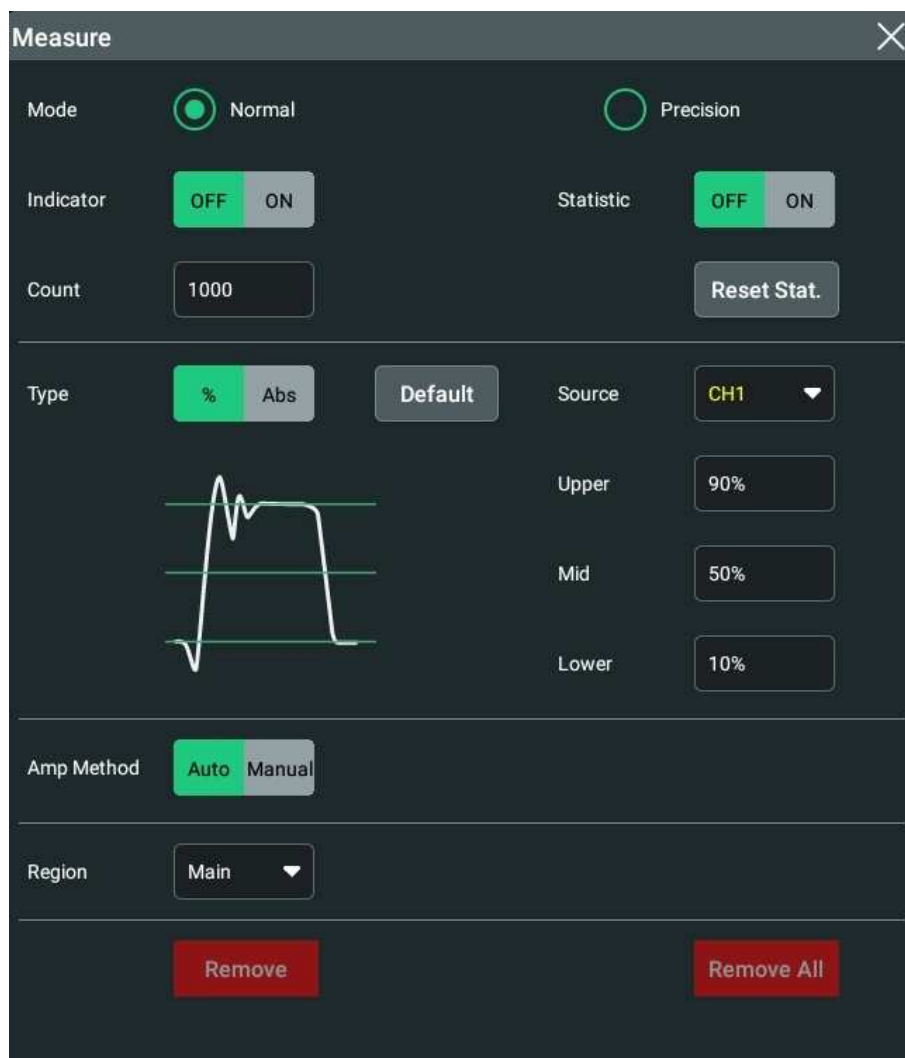 Measure
Mode Normal Precision
Indicator OFF ON Statistic OFF ON
Count 1000 Reset Stat.
Type % Abs Default Source CH1
Upper 90%
Mid 50%
Lower 10%
Amp Method Auto Manual
Region Main
Remove Remove All